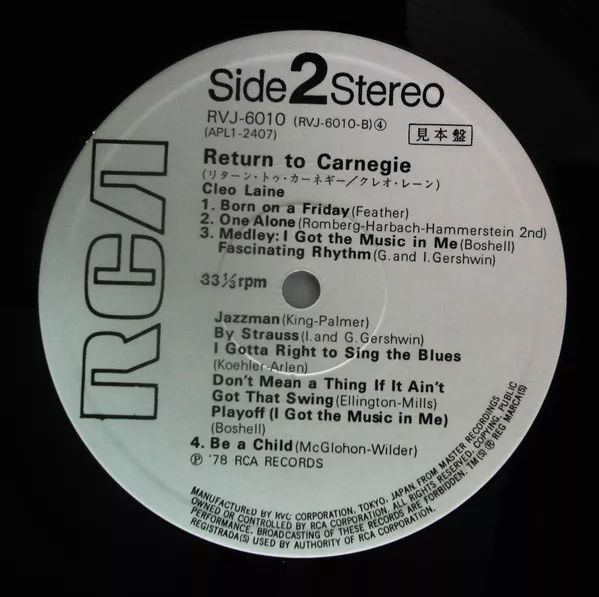 Side 2 Stereo
RVJ-6010 (RVJ-6010-B)④
(APL1-2407)
見本盤
Return to Carnegie
(リターン・トゥ・カーネギー/クレオ・レーン)
Cleo Laine
1. Born on a Friday (Feather)
2. One Alone (Romberg-Harbach-Hammerstein 2nd)
3. Medley: I Got the Music in Me (Boshell)
Fascinating Rhythm (G. and I. Gershwin)
33⅓rpm
Jazzman (King-Palmer)
By Strauss (I. and G. Gershwin)
I Gotta Right to Sing the Blues
(Koehler-Arlen)
Don't Mean a Thing If It Ain't
Got That Swing (Ellington-Mills)
Playoff (I Got the Music in Me)
(Boshell)
4. Be a Child (McGlohon-Wilder)
℗ '78 RCA RECORDS
RCA
MANUFACTURED BY RVC CORPORATION, TOKYO, JAPAN FROM MASTER RECORDINGS
OWNED OR CONTROLLED BY RCA CORPORATION. ALL RIGHTS RESERVED. COPYING, PUBLIC
PERFORMANCE, BROADCASTING OF THESE RECORDS ARE FORBIDDEN. TM(S) ® REG MARCA(S)
REGISTRADA(S) USED BY AUTHORITY OF RCA CORPORATION.